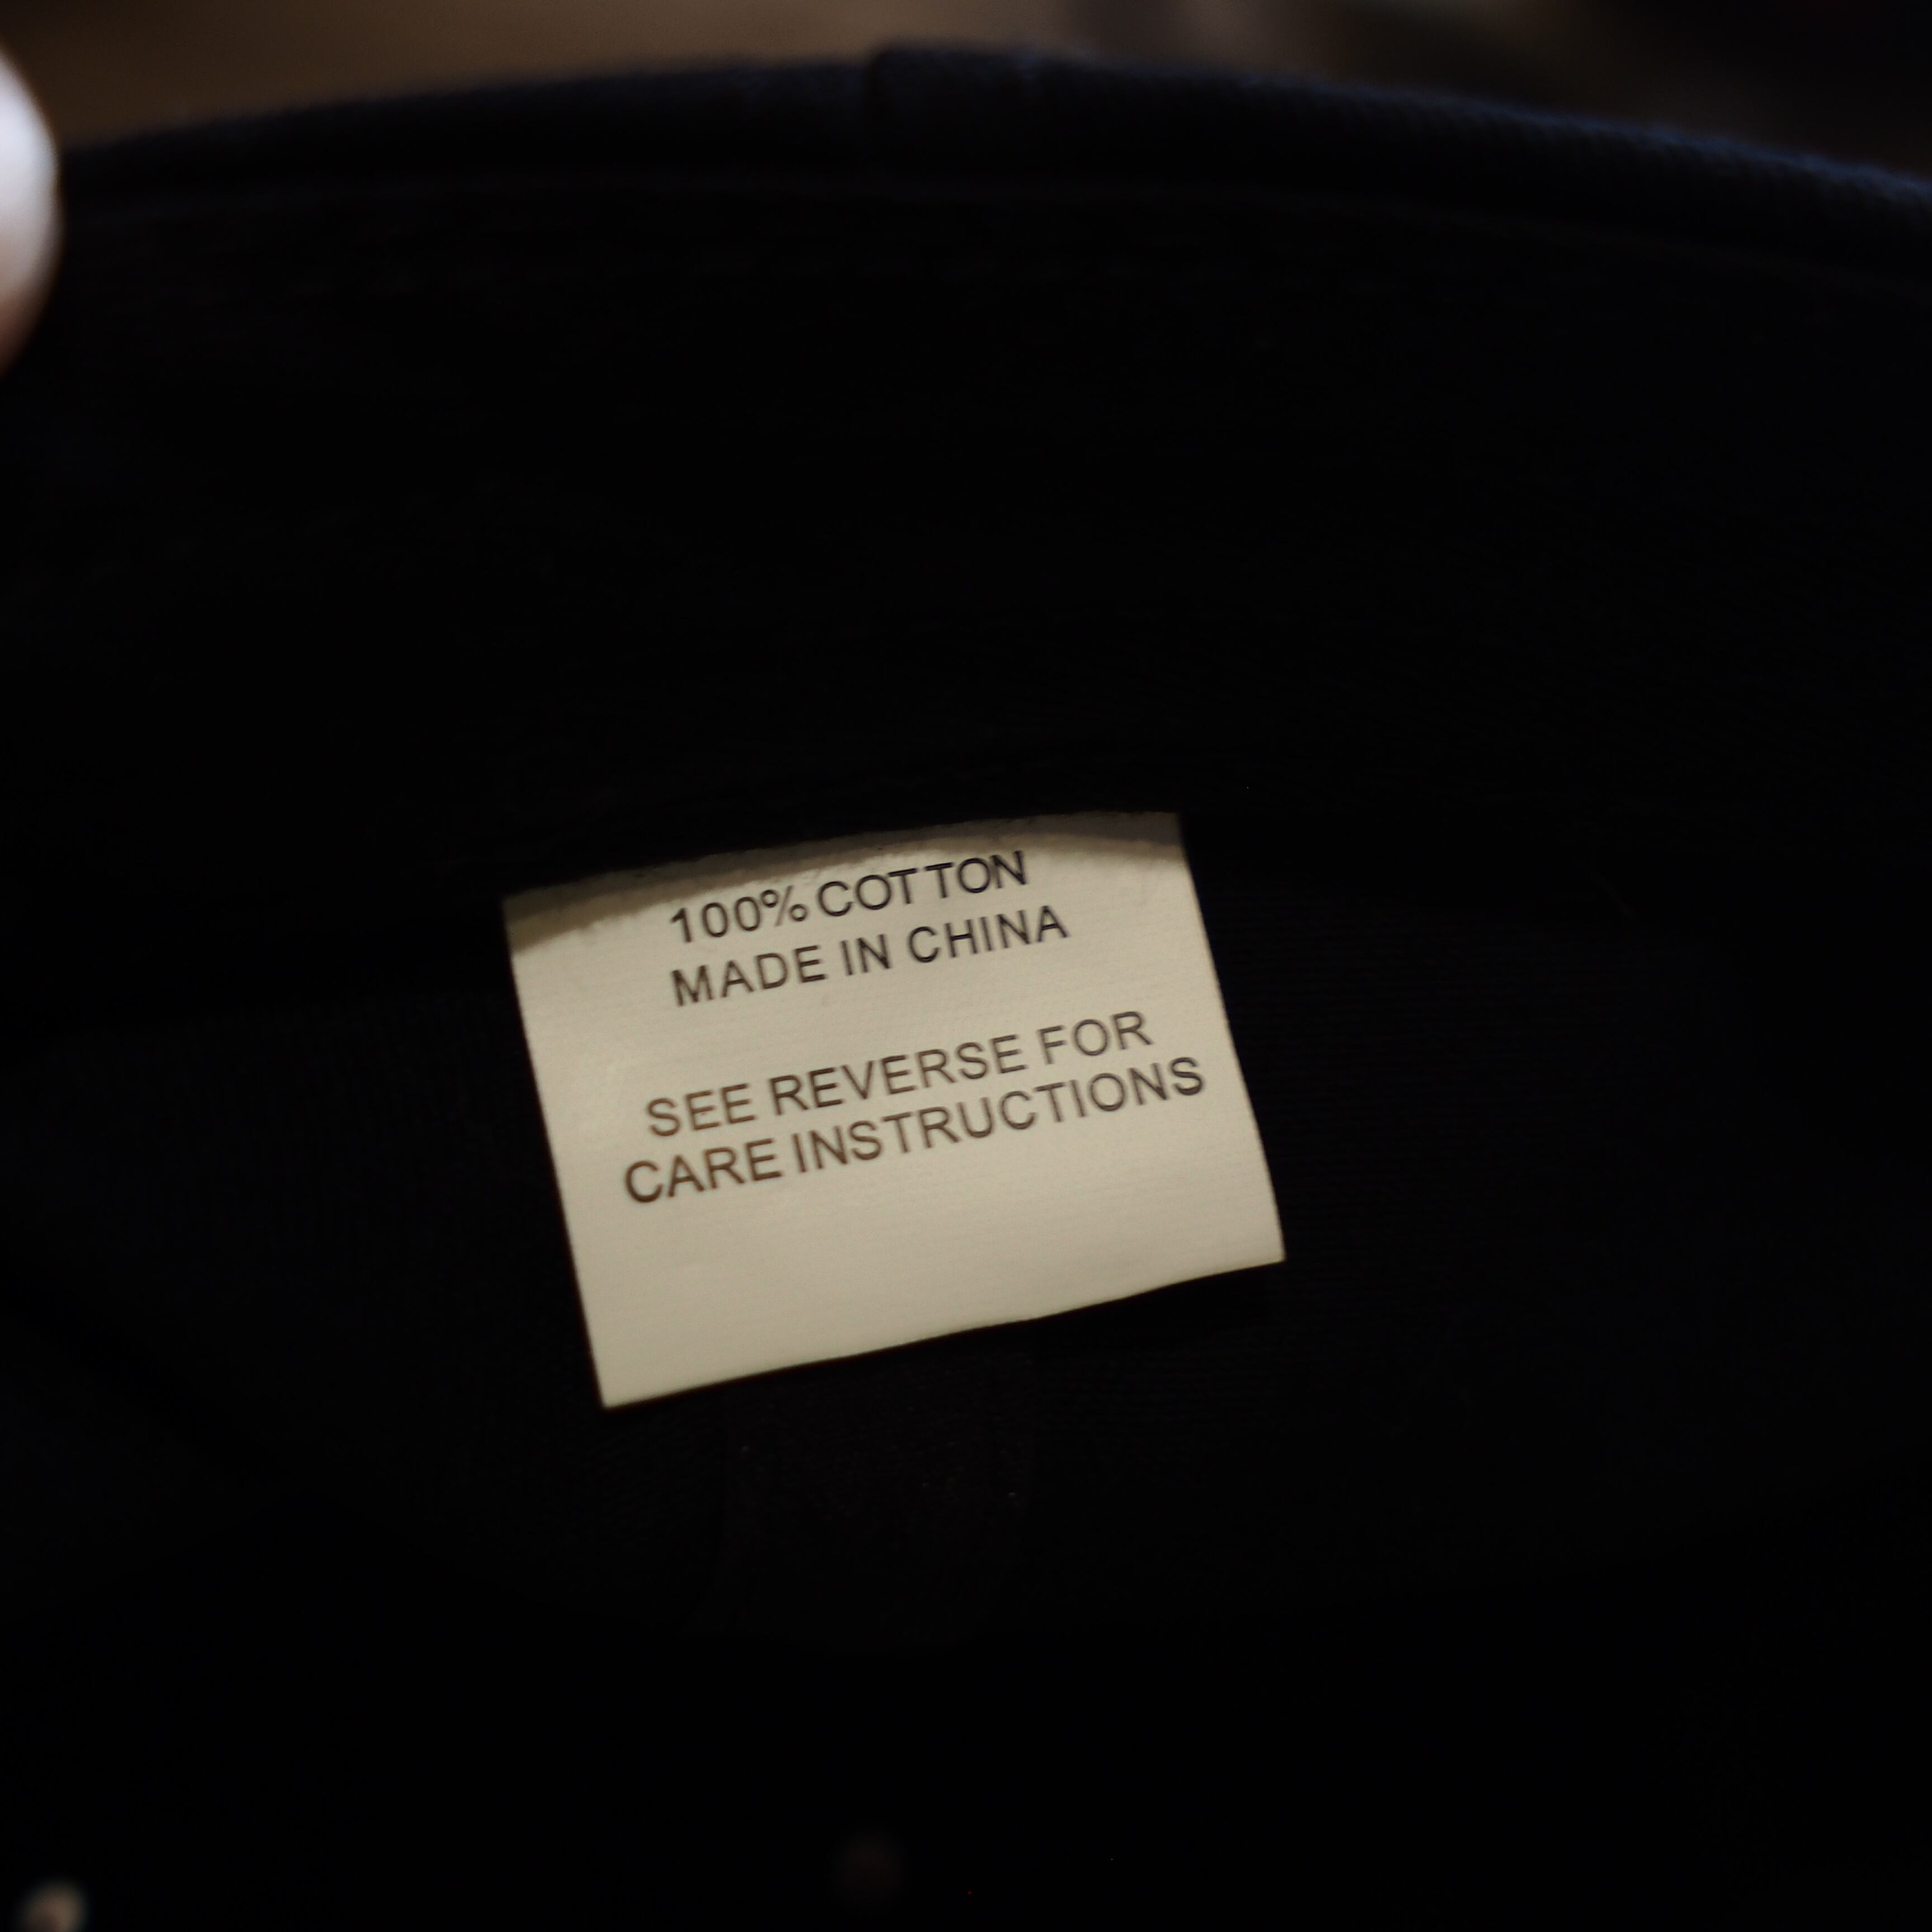 100% COTTON
MADE IN CHINA
SEE REVERSE FOR
CARE INSTRUCTIONS